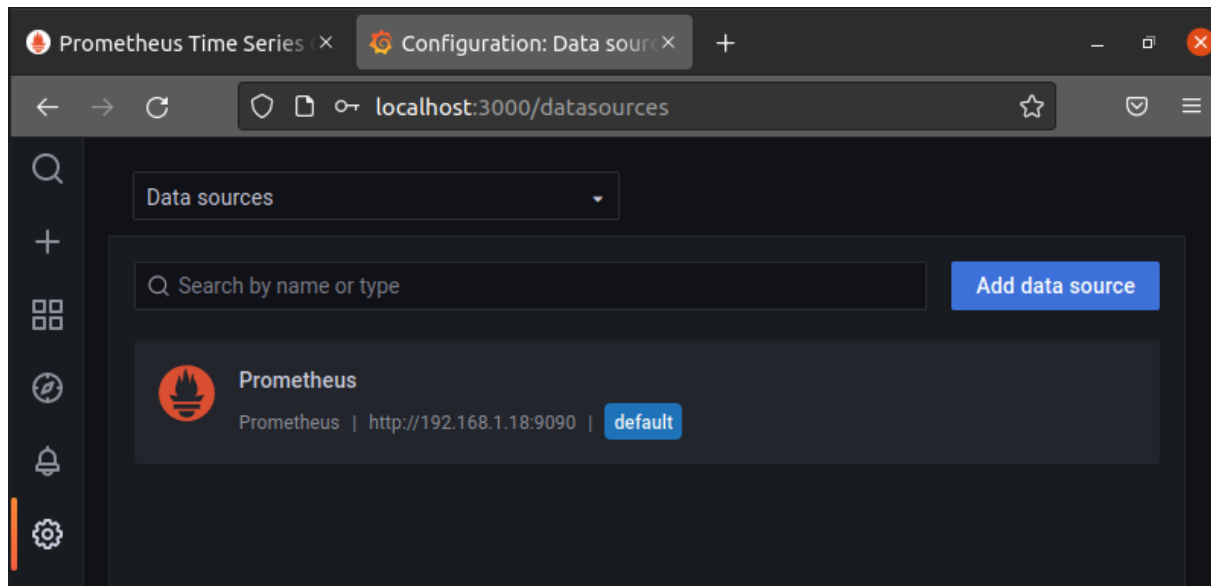 Prometheus Time Series
Configuration: Data sour
localhost:3000/datasources
Data sources
Search by name or type
Add data source
Prometheus
Prometheus | http://192.168.1.18:9090 | default